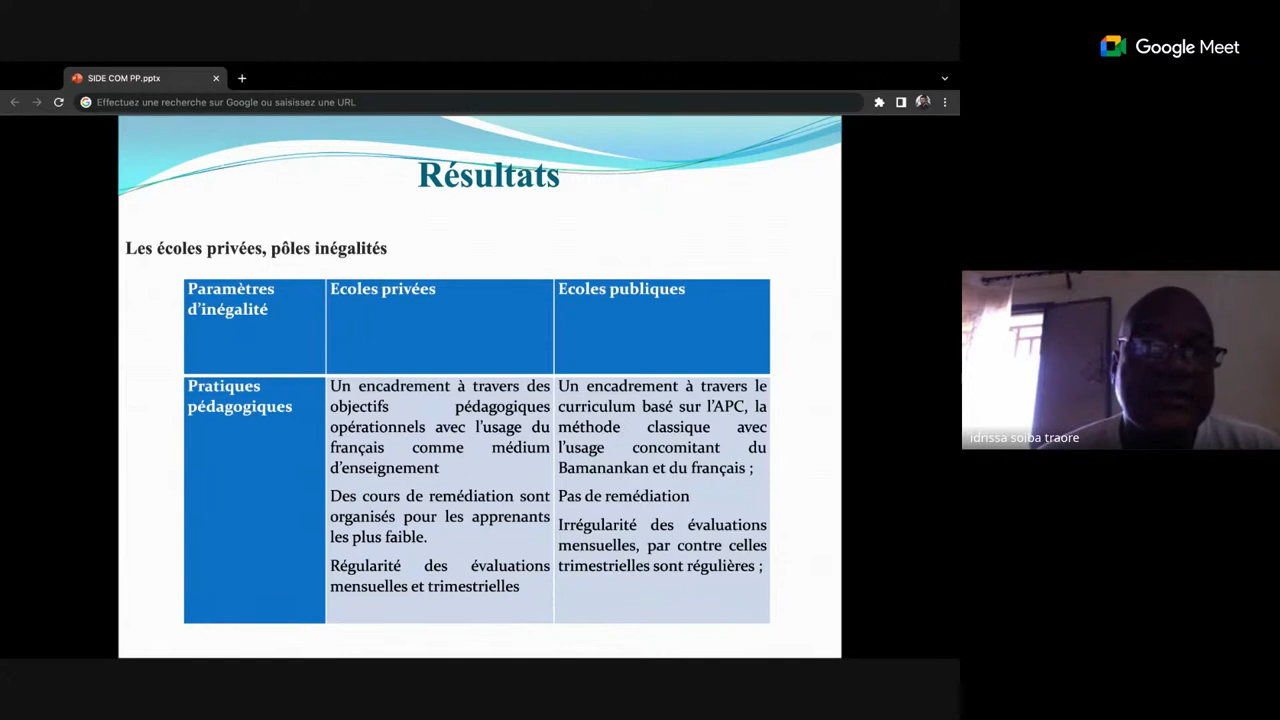 Google Meet
SIDE COM PP.pptx
Effectuez une recherche sur Google ou saisissez une URL
Résultats
Les écoles privées, pôles inégalités
Paramètres
d’inégalité
Ecoles privées
Ecoles publiques
Pratiques
pédagogiques
Un encadrement à travers des
objectifs pédagogiques
opérationnels avec l’usage du
français comme médium
d’enseignement
Des cours de remédiation sont
organisés pour les apprenants
les plus faible.
Régularité des évaluations
mensuelles et trimestrielles
Un encadrement à travers le
curriculum basé sur l’APC, la
méthode classique avec
l’usage concomitant du
Bamanankan et du français ;
Pas de remédiation
Irrégularité des évaluations
mensuelles, par contre celles
trimestrielles sont régulières ;
idrissa soiba traore